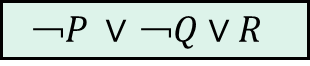 ¬P ∨ ¬Q ∨ R